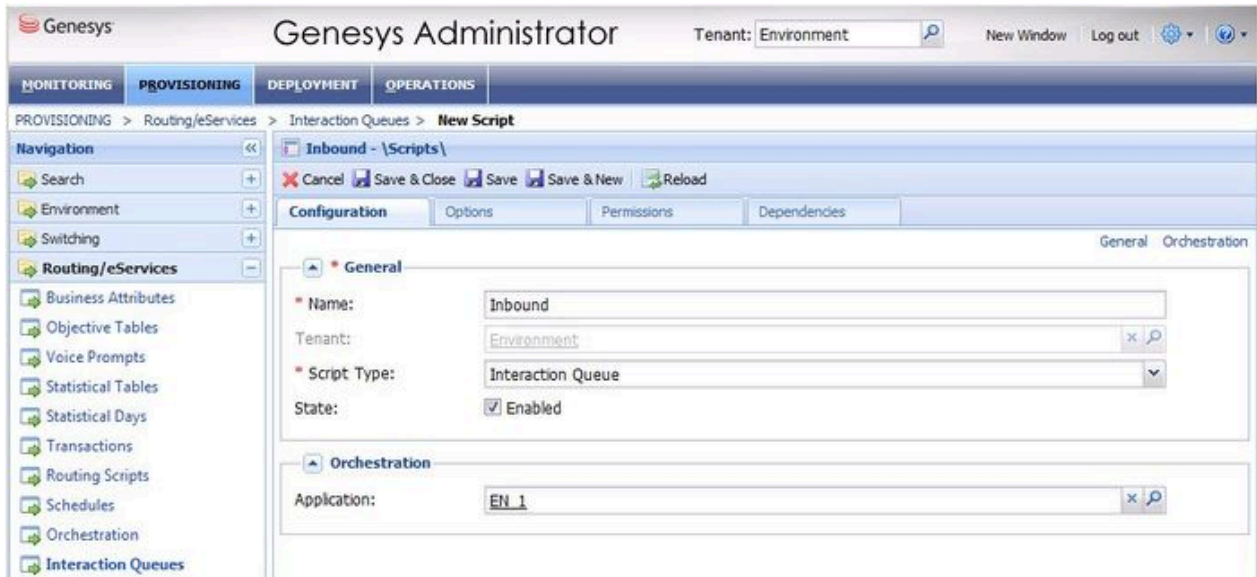 Genesys Genesys Administrator Tenant: Environment New Window Log out
MONITORING PROVISIONING DEPLOYMENT OPERATIONS
PROVISIONING > Routing/eServices > Interaction Queues > New Script
Navigation Inbound - \Scripts\
Search Cancel Save & Close Save Save & New Reload
Environment Configuration Options Permissions Dependencies
Switching General Orchestration
Routing/eServices * General
Business Attributes * Name: Inbound
Objective Tables Tenant: Environment
Voice Prompts * Script Type: Interaction Queue
Statistical Tables
Statistical Days State: Enabled
Transactions
Routing Scripts Orchestration
Schedules Application: EN_1
Orchestration
Interaction Queues